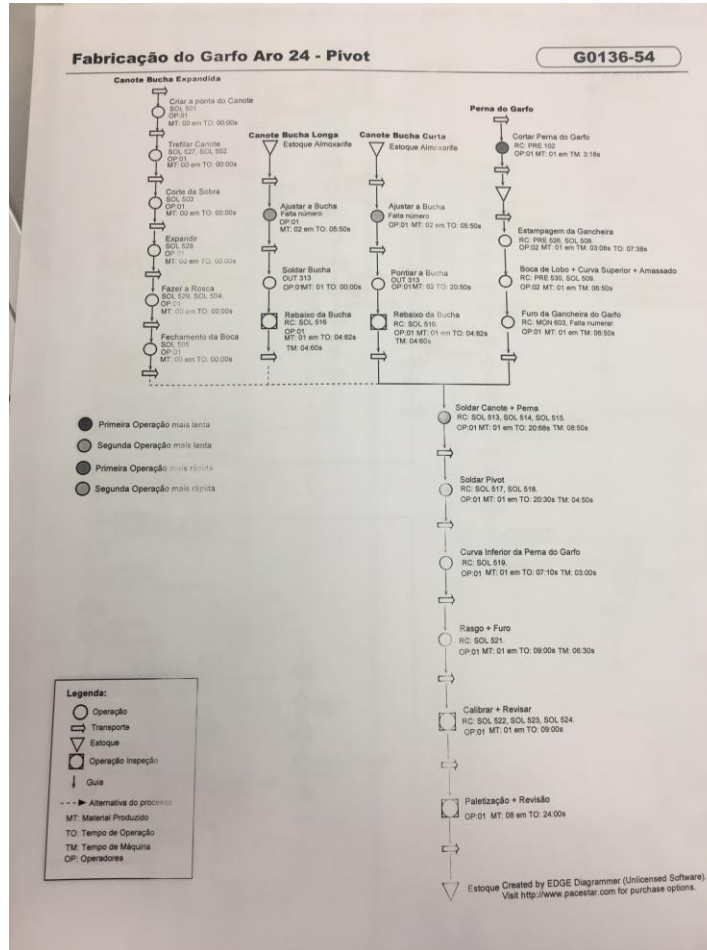 Fabricação do Garfo Aro 24 - Pivot
G0136-54
Canote Bucha Expandida
Criar a ponta do Canote
SOL 501
OP:01
MT: 00 em TO: 00:00s
Trefilar Canote
SOL 527, SOL 502.
OP:01
MT: 00 em TO: 00:00s
Corte da Sobra
SOL 503
OP:01
MT: 00 em TO: 00:00s
Expandir
SOL 528
OP:01
MT: 00 em TO: 00:00s
Fazer a Rosca
SOL 529, SOL 504.
OP:01
MT: 00 em TO: 00:00s
Fechamento da Boca
SOL 505
OP:01
MT: 00 em TO: 00:00s
Canote Bucha Longa
Estoque Almoxarife
Ajustar a Bucha
Falta número
OP:01
MT: 02 em TO: 05:50s
Soldar Bucha
OUT 313
OP:01MT: 01 TO: 00:00s
Rebaixo da Bucha
RC: SOL 516
OP:01
MT: 01 em TO: 04:82s
TM: 04:60s
Canote Bucha Curta
Estoque Almoxarife
Ajustar a Bucha
Falta número
OP:01 MT: 02 em TO: 05:50s
Pontiar a Bucha
OUT 313
OP:01MT: 02 TO: 20:50s
Rebaixo da Bucha
RC: SOL 516
OP:01 MT: 01 em TO: 04:82s
TM: 04:60s
Perna do Garfo
Cortar Perna do Garfo
RC: PRE 102
OP:01 MT: 01 em TM: 3:18s
Estampagem da Gancheira
RC: PRE 526, SOL 508.
OP:02 MT: 01 em TM: 03:08s TO: 07:38s
Boca de Lobo + Curva Superior + Amassado
RC: PRE 530, SOL 509.
OP:02 MT: 01 em TM: 06:50s
Furo da Gancheira do Garfo
RC: MON 603, Falta numerar.
OP:01 MT: 01 em TM: 06:50s
Soldar Canote + Perna
RC: SOL 513, SOL 514, SOL 515.
OP:01 MT: 01 em TO: 20:68s TM: 08:50s
Soldar Pivot
RC: SOL 517, SOL 518.
OP:01 MT: 01 em TO: 20:30s TM: 04:50s
Curva Inferior da Perna do Garfo
RC: SOL 519.
OP:01 MT: 01 em TO: 07:10s TM: 03:00s
Rasgo + Furo
RC: SOL 521.
OP:01 MT: 01 em TO: 09:00s TM: 06:30s
Calibrar + Revisar
RC: SOL 522, SOL 523, SOL 524.
OP:01 MT: 01 em TO: 09:00s
Paletização + Revisão
OP:01 MT: 08 em TO: 24:00s
Estoque Created by EDGE Diagrammer (Unlicensed Software).
Visit http://www.pacestar.com for purchase options.
Primeira Operação mais lenta
Segunda Operação mais lenta
Primeira Operação mais rápida
Segunda Operação mais rápida
Legenda:
Operação
Transporte
Estoque
Operação Inspeção
Guia
Alternativa do processo
MT: Material Produzido
TO: Tempo de Operação
TM: Tempo de Máquina
OP: Operadores